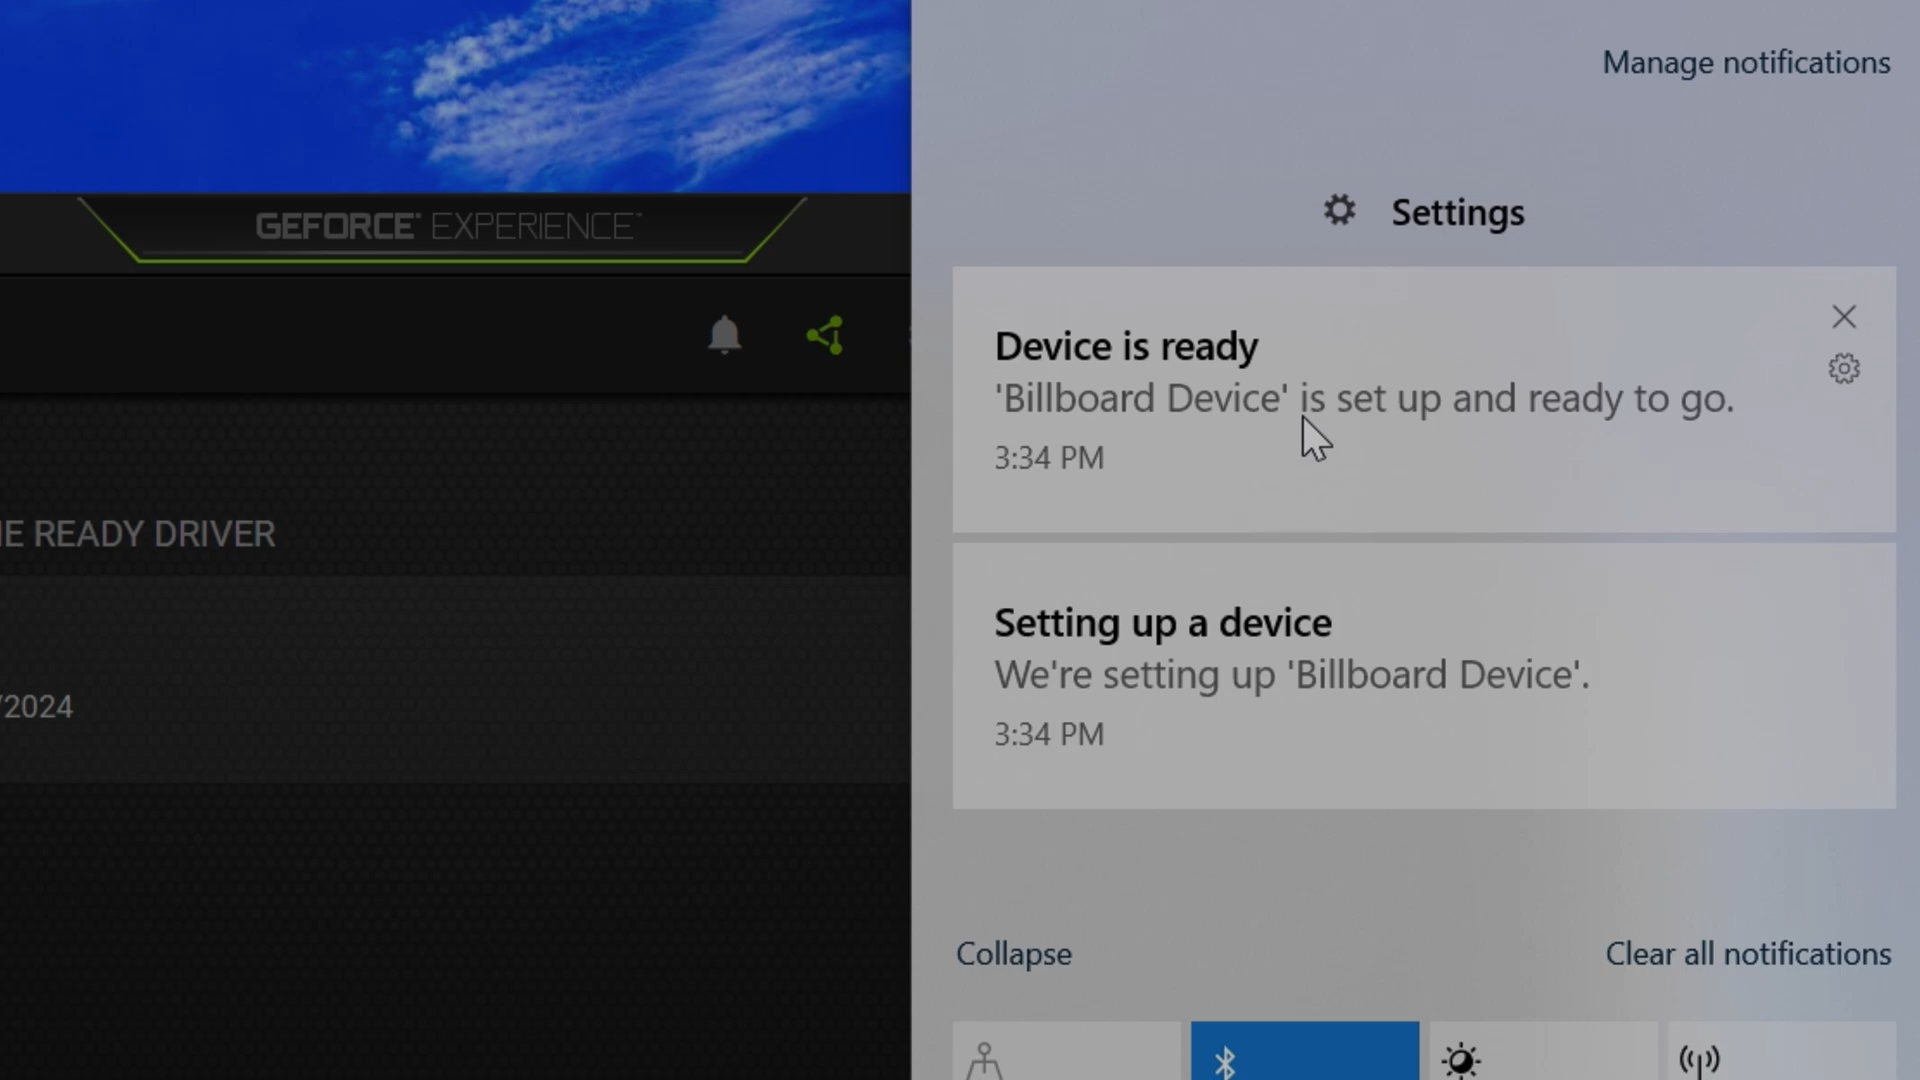 Manage notifications
GEFORCE EXPERIENCE
Settings
Device is ready
'Billboard Device' is set up and ready to go.
3:34 PM
READY DRIVER
Setting up a device
We're setting up 'Billboard Device'.
/2024
3:34 PM
Collapse
Clear all notifications